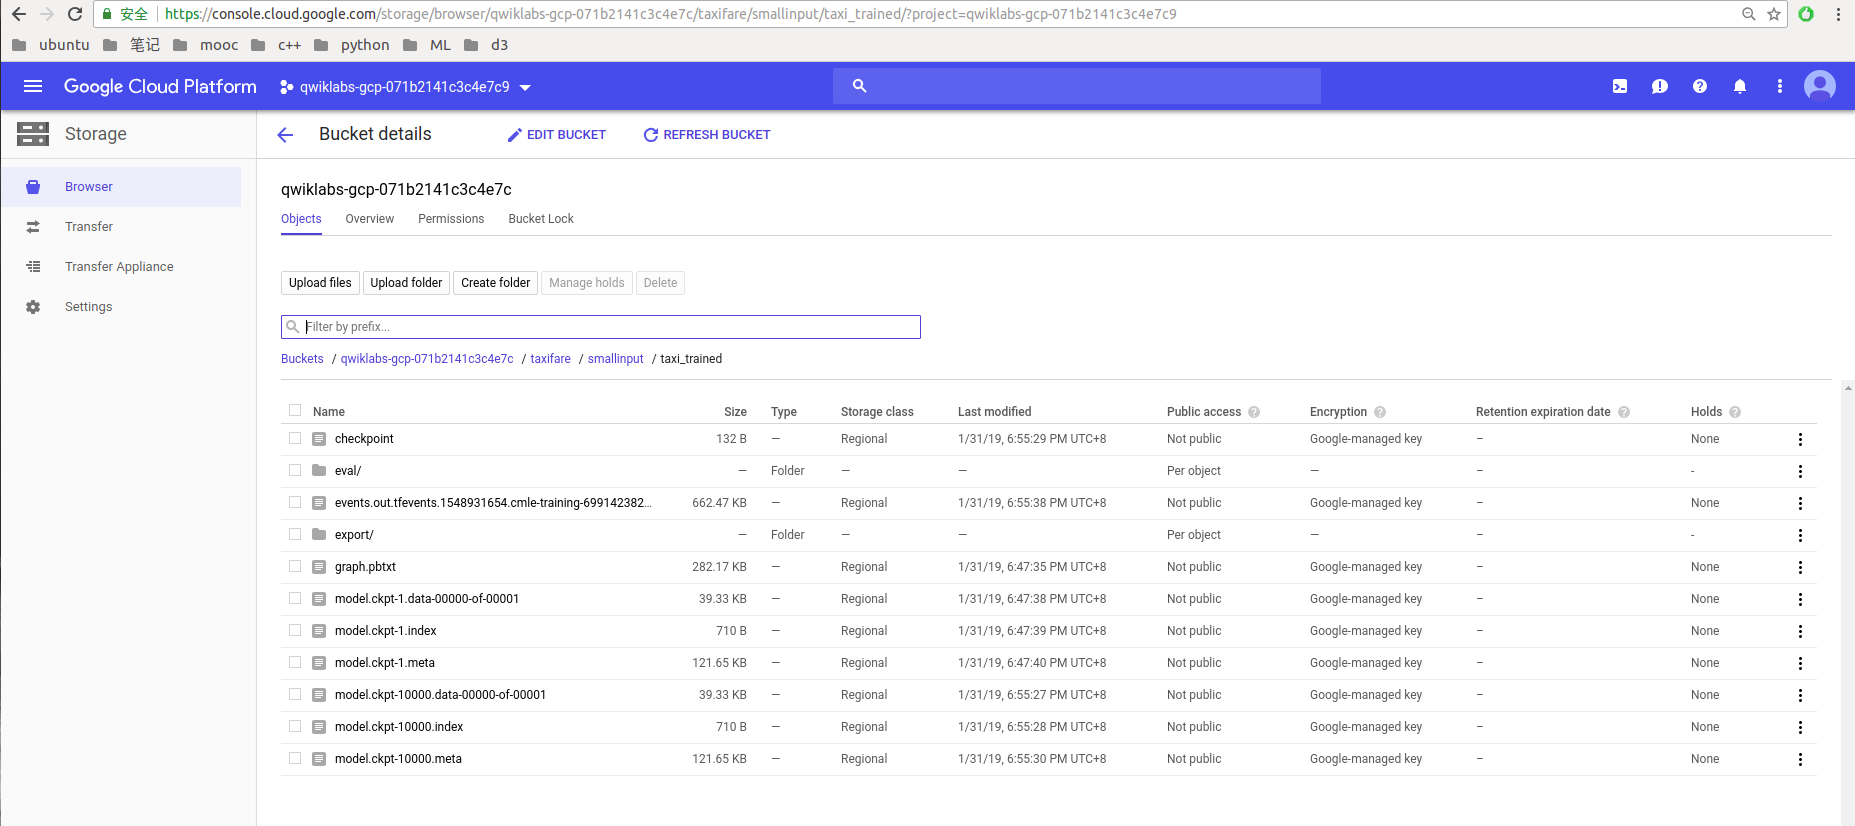 安全 https://console.cloud.google.com/storage/browser/qwiklabs-gcp-071b2141c3c4e7c/taxifare/smallinput/taxi_trained/?project=qwiklabs-gcp-071b2141c3c4e7c9
ubuntu 笔记 mooc c++ python ML d3
Google Cloud Platform qwiklabs-gcp-071b2141c3c4e7c9
Storage Bucket details EDIT BUCKET REFRESH BUCKET
Browser
Transfer
Transfer Appliance
Settings
qwiklabs-gcp-071b2141c3c4e7c
Objects Overview Permissions Bucket Lock
Upload files Upload folder Create folder Manage holds Delete
Filter by prefix...
Buckets / qwiklabs-gcp-071b2141c3c4e7c / taxifare / smallinput / taxi_trained
Name Size Type Storage class Last modified Public access Encryption Retention expiration date Holds
checkpoint 132 B — Regional 1/31/19, 6:55:29 PM UTC+8 Not public Google-managed key – None
eval/ — Folder — — Per object — – -
events.out.tfevents.1548931654.cmle-training-699142382... 662.47 KB — Regional 1/31/19, 6:55:38 PM UTC+8 Not public Google-managed key – None
export/ — Folder — — Per object — – -
graph.pbtxt 282.17 KB — Regional 1/31/19, 6:47:35 PM UTC+8 Not public Google-managed key – None
model.ckpt-1.data-00000-of-00001 39.33 KB — Regional 1/31/19, 6:47:38 PM UTC+8 Not public Google-managed key – None
model.ckpt-1.index 710 B — Regional 1/31/19, 6:47:39 PM UTC+8 Not public Google-managed key – None
model.ckpt-1.meta 121.65 KB — Regional 1/31/19, 6:47:40 PM UTC+8 Not public Google-managed key – None
model.ckpt-10000.data-00000-of-00001 39.33 KB — Regional 1/31/19, 6:55:27 PM UTC+8 Not public Google-managed key – None
model.ckpt-10000.index 710 B — Regional 1/31/19, 6:55:28 PM UTC+8 Not public Google-managed key – None
model.ckpt-10000.meta 121.65 KB — Regional 1/31/19, 6:55:30 PM UTC+8 Not public Google-managed key – None